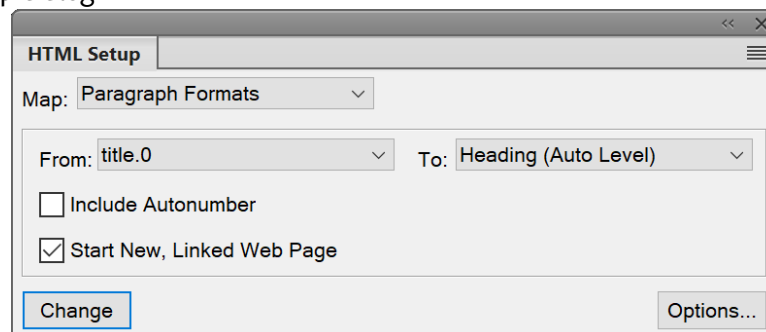 HTML Setup
Map: Paragraph Formats
From: title.0 To: Heading (Auto Level)
Include Autonumber
Start New, Linked Web Page
Change Options...